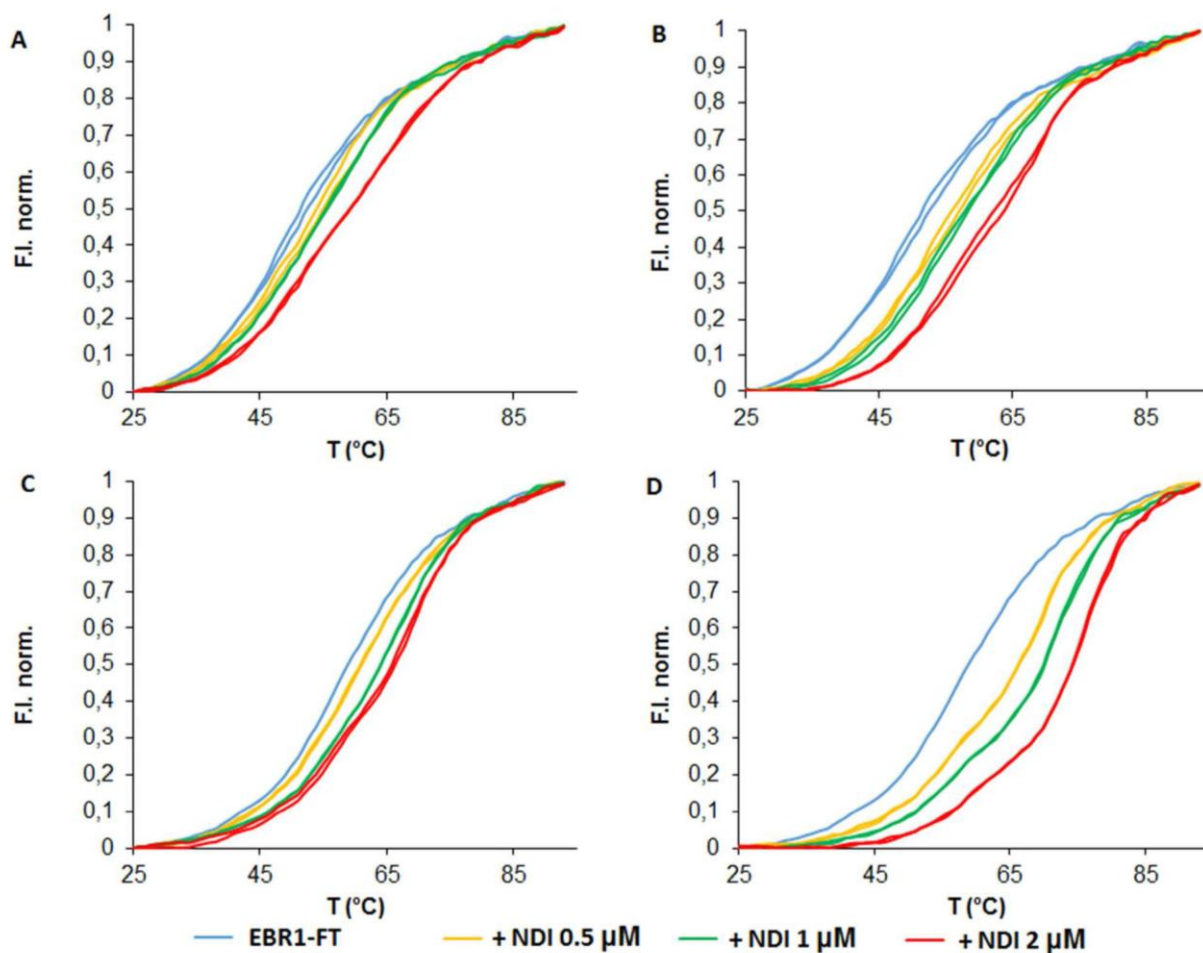 A
F.I. norm.
1
0,9
0,8
0,7
0,6
0,5
0,4
0,3
0,2
0,1
0
25 45 65 85
T (°C)
B
F.I. norm.
1
0,9
0,8
0,7
0,6
0,5
0,4
0,3
0,2
0,1
0
25 45 65 85
T (°C)
C
F.I. norm.
1
0,9
0,8
0,7
0,6
0,5
0,4
0,3
0,2
0,1
0
25 45 65 85
T (°C)
D
F.I. norm.
1
0,9
0,8
0,7
0,6
0,5
0,4
0,3
0,2
0,1
0
25 45 65 85
T (°C)
EBR1-FT + NDI 0.5 μM + NDI 1 μM + NDI 2 μM